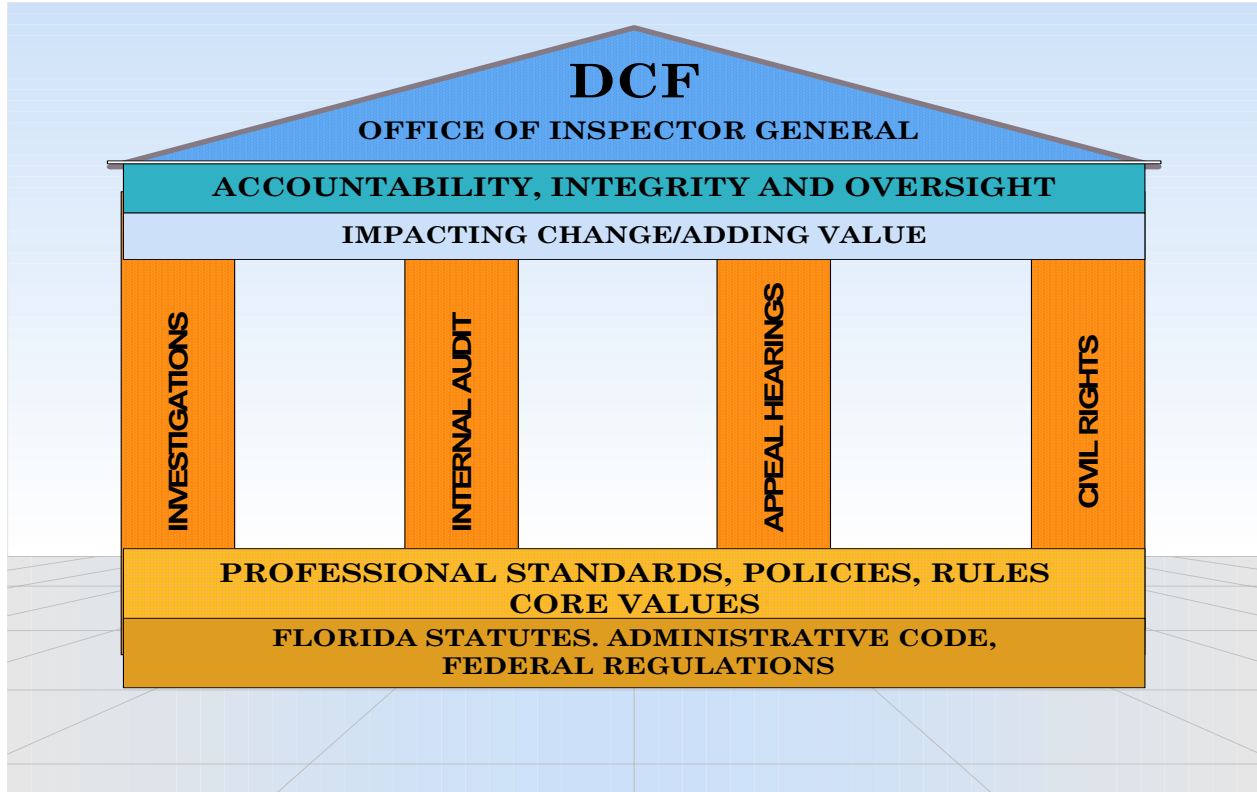 DCF
OFFICE OF INSPECTOR GENERAL
ACCOUNTABILITY, INTEGRITY AND OVERSIGHT
IMPACTING CHANGE/ADDING VALUE
INVESTIGATIONS
INTERNAL AUDIT
APPEAL HEARINGS
CIVIL RIGHTS
PROFESSIONAL STANDARDS, POLICIES, RULES
CORE VALUES
FLORIDA STATUTES. ADMINISTRATIVE CODE,
FEDERAL REGULATIONS